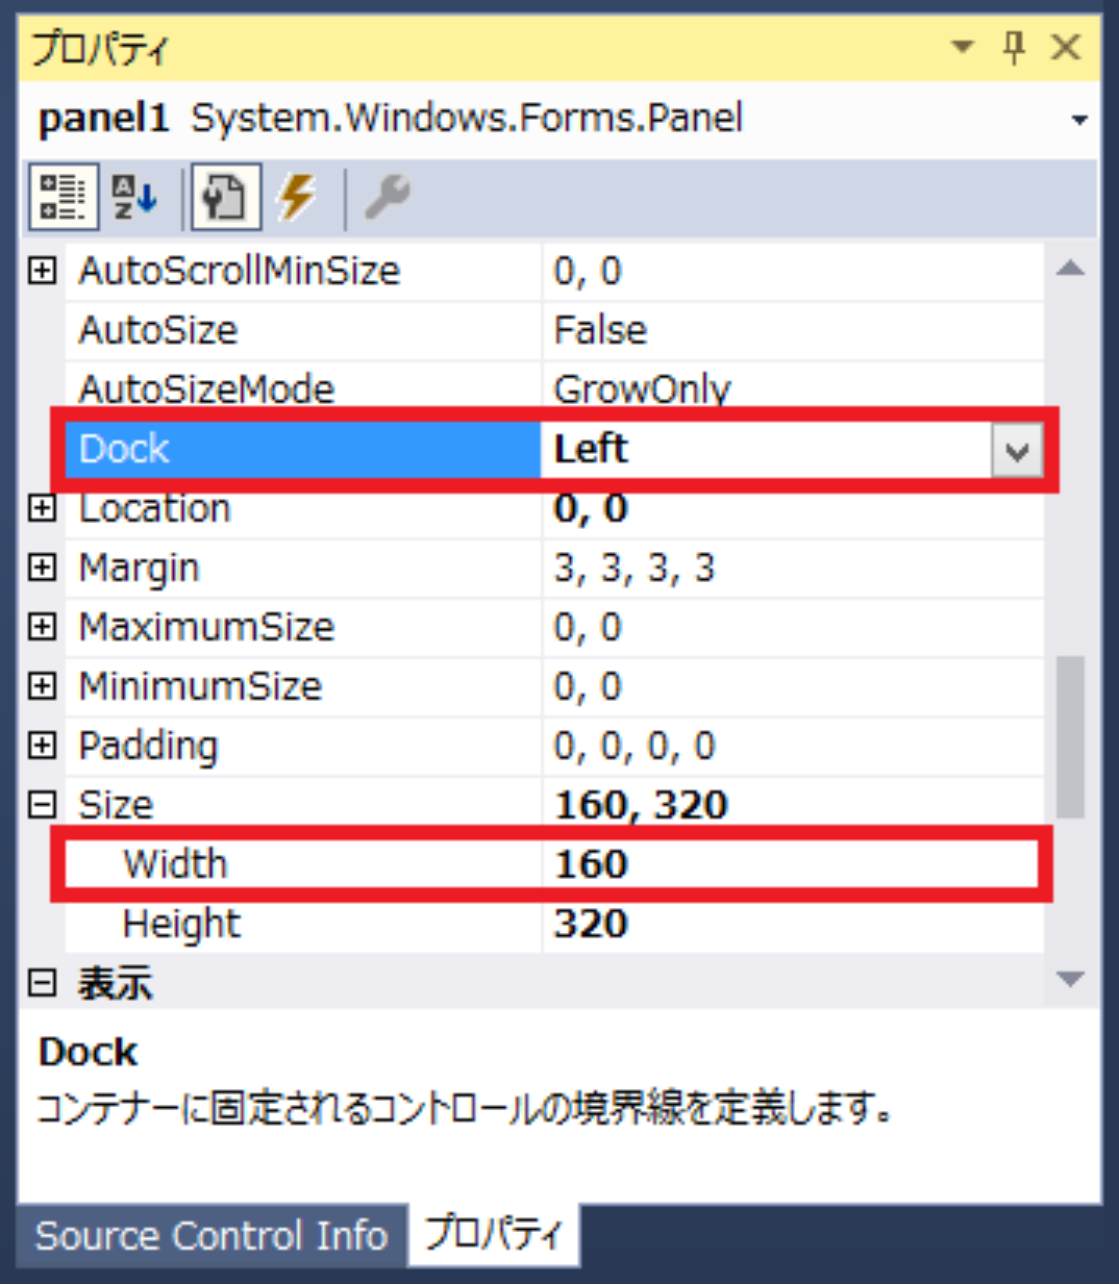 プロパティ
panel1 System.Windows.Forms.Panel
AutoScrollMinSize 0, 0
AutoSize False
AutoSizeMode GrowOnly
Dock Left
Location 0, 0
Margin 3, 3, 3, 3
MaximumSize 0, 0
MinimumSize 0, 0
Padding 0, 0, 0, 0
Size 160, 320
Width 160
Height 320
表示
Dock
コンテナーに固定されるコントロールの境界線を定義します。
Source Control Info プロパティ